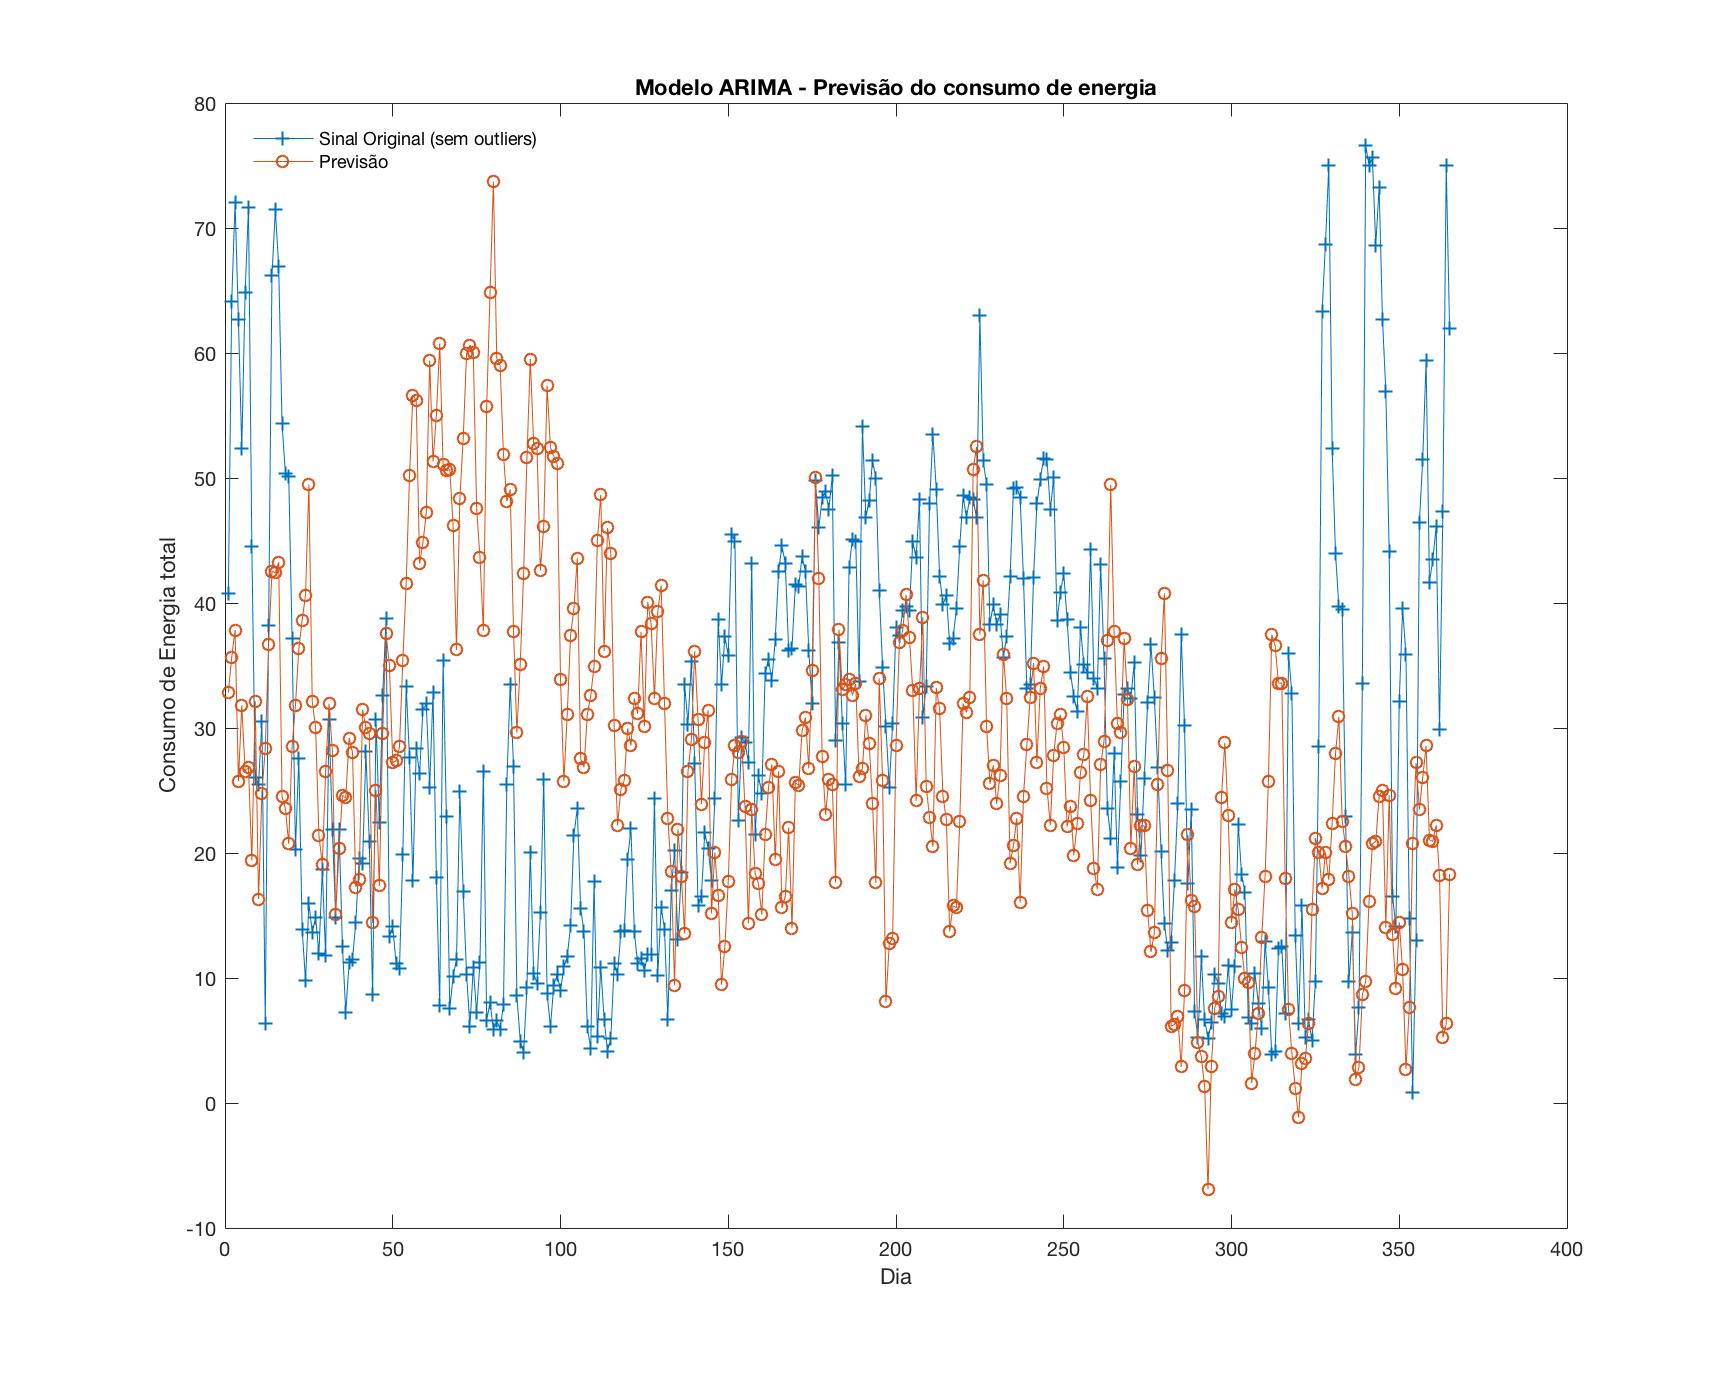 Modelo ARIMA - Previsão do consumo de energia
Sinal Original (sem outliers)
Previsão
Consumo de Energia total
80
70
60
50
40
30
20
10
0
-10
0 50 100 150 200 250 300 350 400
Dia